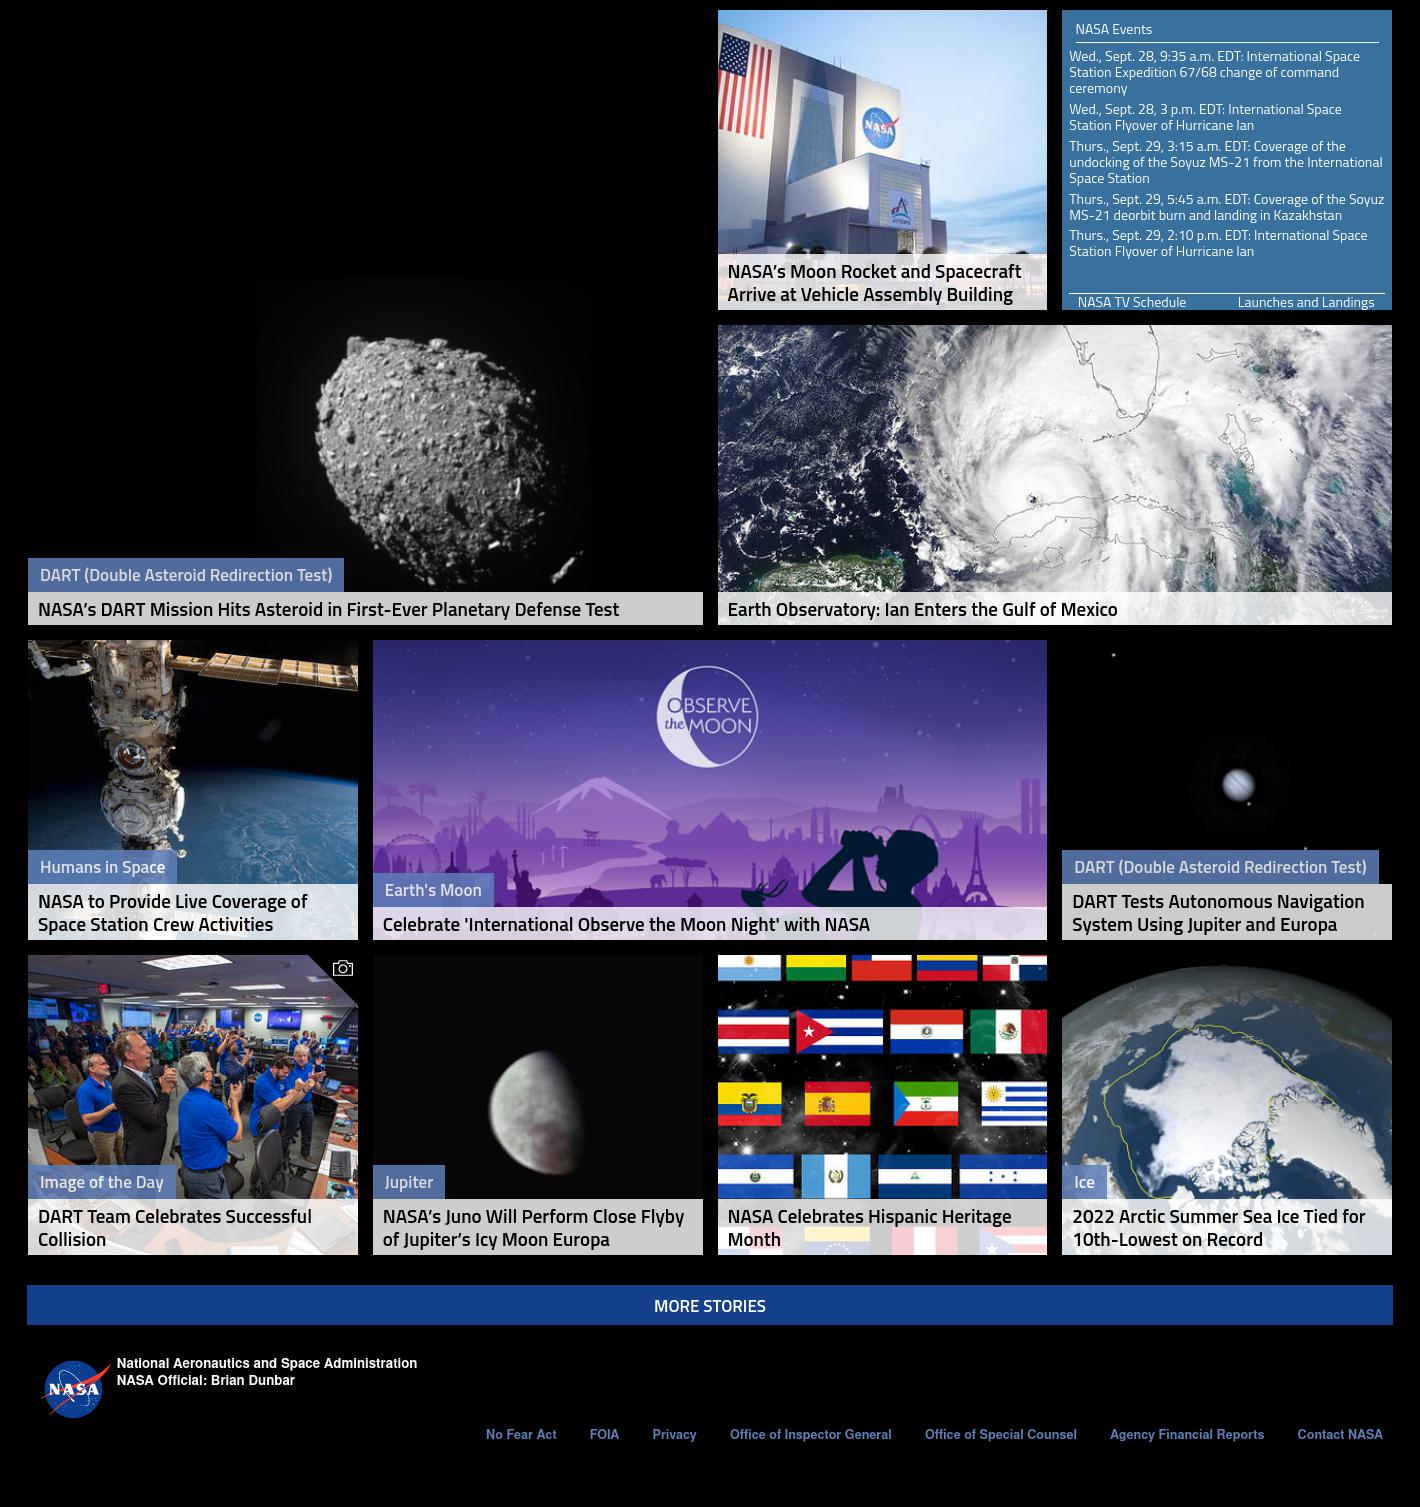 NASA
ARTEMIS
NASA's Moon Rocket and Spacecraft
Arrive at Vehicle Assembly Building
NASA Events
Wed., Sept. 28, 9:35 a.m. EDT: International Space
Station Expedition 67/68 change of command
ceremony
Wed., Sept. 28, 3 p.m. EDT: International Space
Station Flyover of Hurricane Ian
Thurs., Sept. 29, 3:15 a.m. EDT: Coverage of the
undocking of the Soyuz MS-21 from the International
Space Station
Thurs., Sept. 29, 5:45 a.m. EDT: Coverage of the Soyuz
MS-21 deorbit burn and landing in Kazakhstan
Thurs., Sept. 29, 2:10 p.m. EDT: International Space
Station Flyover of Hurricane Ian
NASA TV Schedule
Launches and Landings
DART (Double Asteroid Redirection Test)
NASA's DART Mission Hits Asteroid in First-Ever Planetary Defense Test
Earth Observatory: Ian Enters the Gulf of Mexico
Humans in Space
NASA to Provide Live Coverage of
Space Station Crew Activities
OBSERVE
the MOON
Earth's Moon
Celebrate 'International Observe the Moon Night' with NASA
DART (Double Asteroid Redirection Test)
DART Tests Autonomous Navigation
System Using Jupiter and Europa
Image of the Day
DART Team Celebrates Successful
Collision
Jupiter
NASA's Juno Will Perform Close Flyby
of Jupiter's Icy Moon Europa
NASA Celebrates Hispanic Heritage
Month
Ice
2022 Arctic Summer Sea Ice Tied for
10th-Lowest on Record
MORE STORIES
NASA
National Aeronautics and Space Administration
NASA Official: Brian Dunbar
No Fear Act
FOIA
Privacy
Office of Inspector General
Office of Special Counsel
Agency Financial Reports
Contact NASA